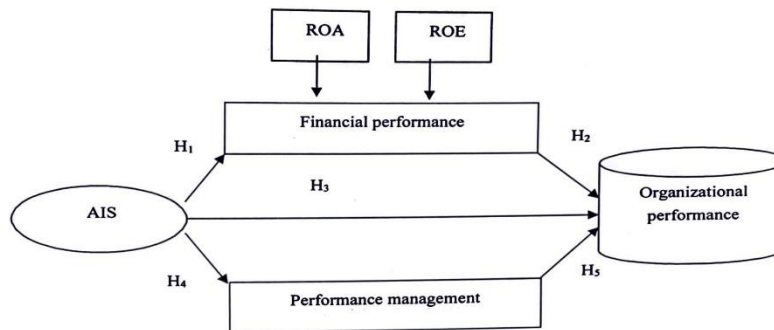 ROA
ROE
Financial performance
H₁
H₂
H₃
AIS
Organizational
performance
H₄
H₅
Performance management